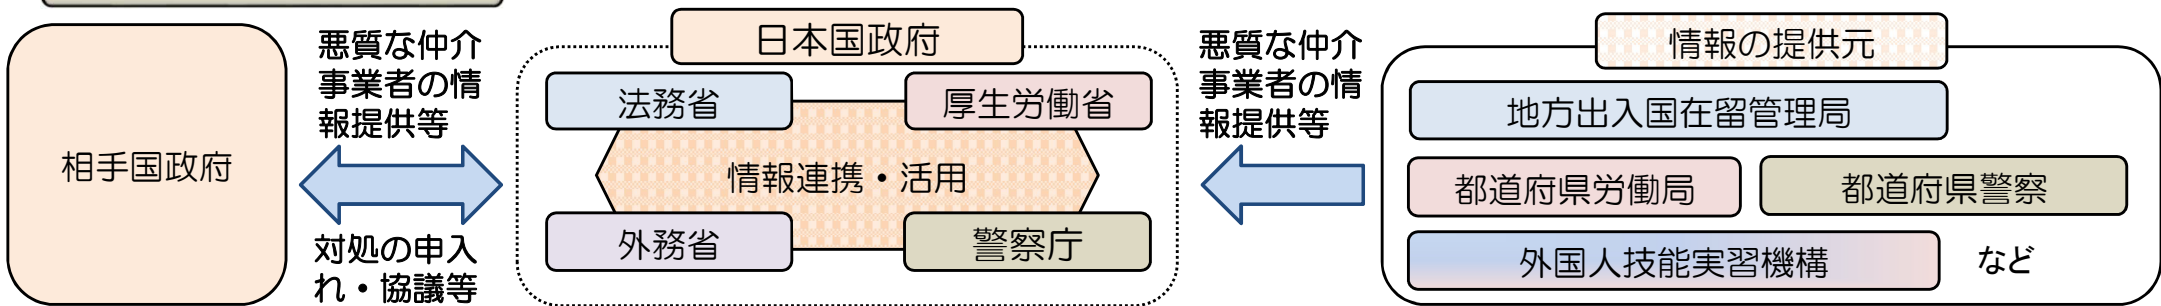 相手国政府
悪質な仲介
事業者の情
報提供等
対処の申入
れ・協議等
日本国政府
法務省
厚生労働省
情報連携・活用
外務省
警察庁
悪質な仲介
事業者の情
報提供等
情報の提供元
地方出入国在留管理局
都道府県労働局
都道府県警察
外国人技能実習機構
など